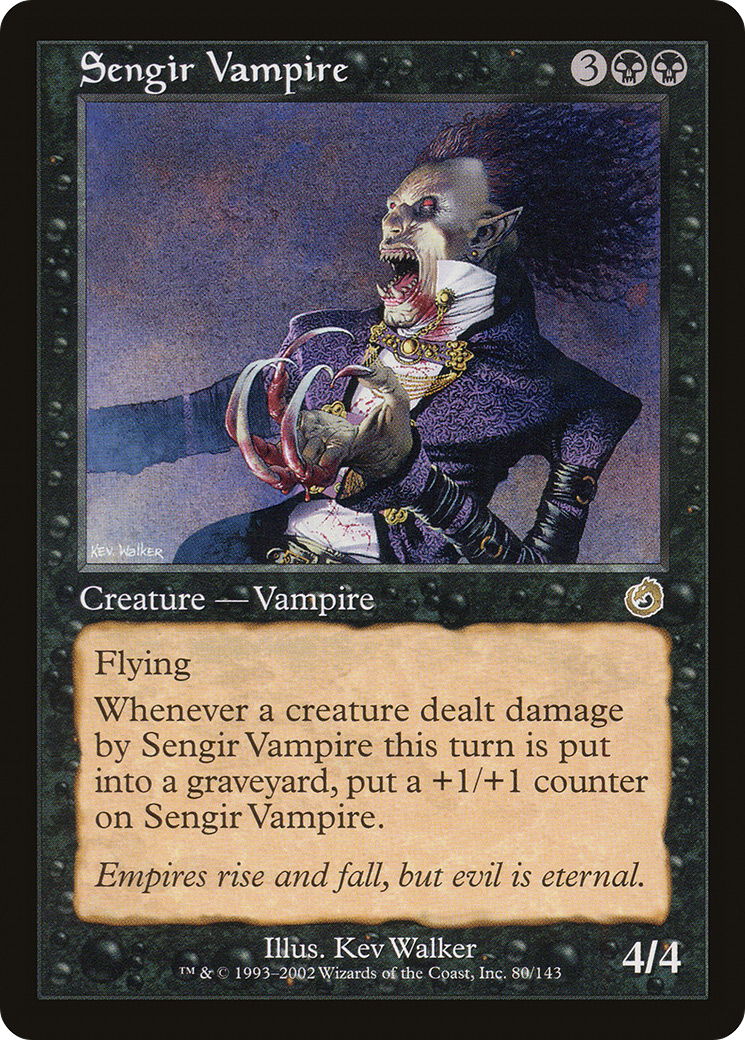 Sengir Vampire
3
KEV. WALKER
Creature — Vampire
Flying
Whenever a creature dealt damage
by Sengir Vampire this turn is put
into a graveyard, put a +1/+1 counter
on Sengir Vampire.
Empires rise and fall, but evil is eternal.
Illus. Kev Walker
4/4
™ & © 1993–2002 Wizards of the Coast, Inc. 80/143